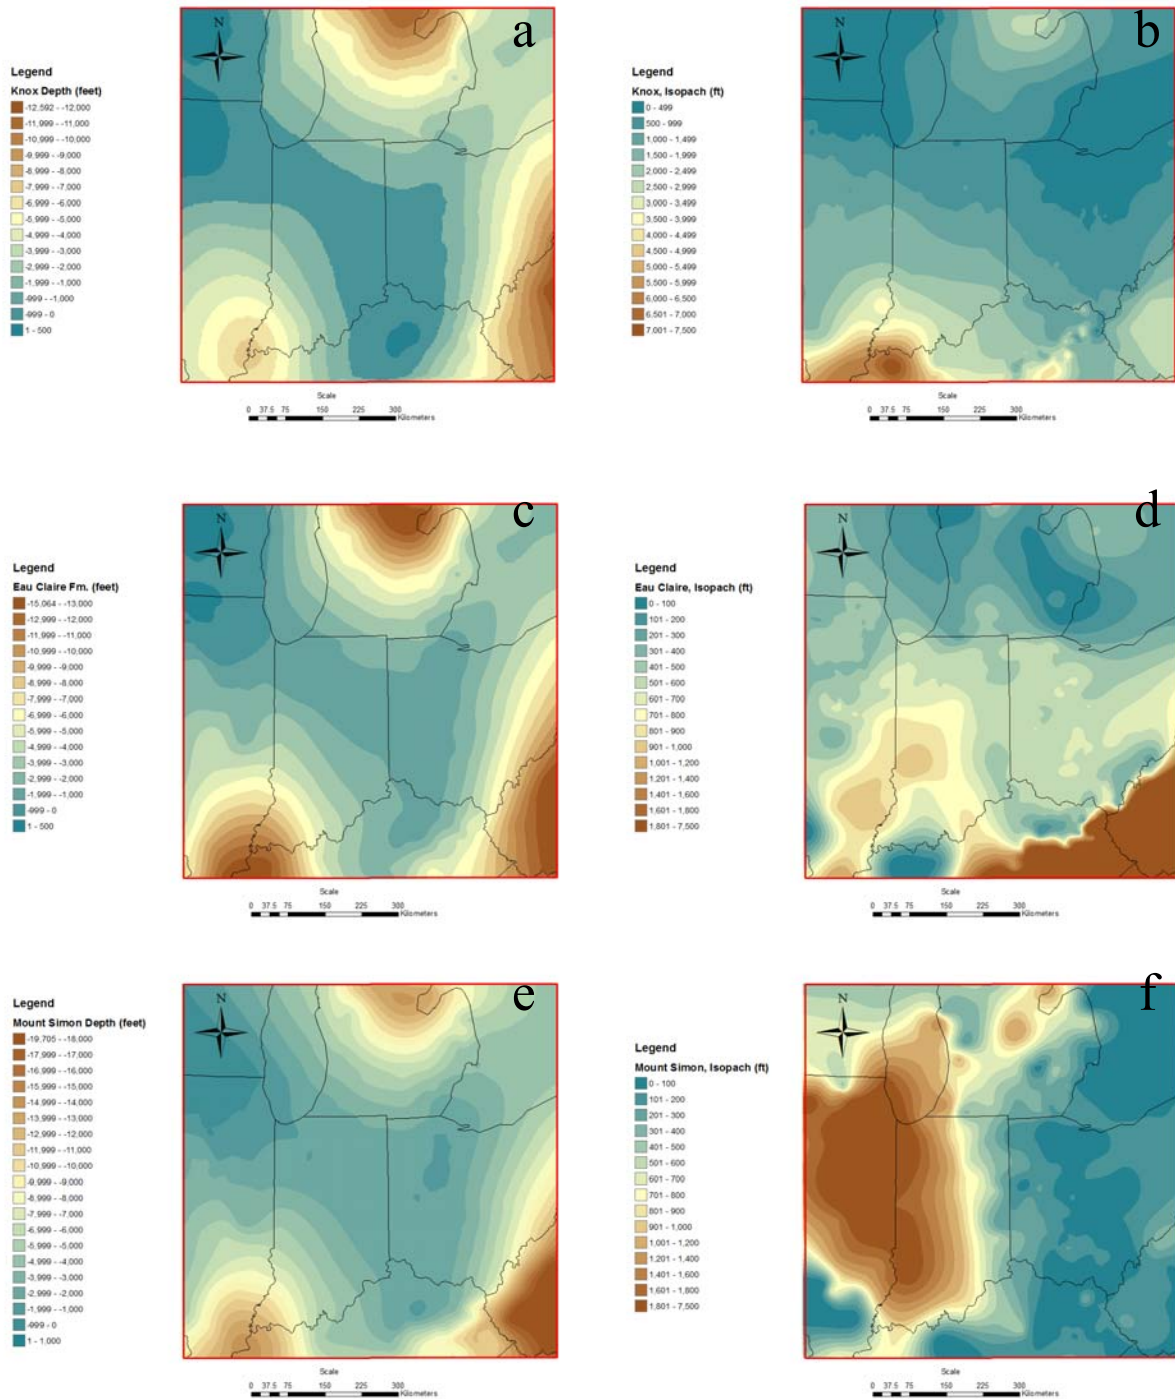 a
N
Legend
Knox Depth (feet)
-12,592 - -12,000
-11,999 - -11,000
-10,999 - -10,000
-9,999 - -9,000
-8,999 - -8,000
-7,999 - -7,000
-6,999 - -6,000
-5,999 - -5,000
-4,999 - -4,000
-3,999 - -3,000
-2,999 - -2,000
-1,999 - -1,000
-999 - -1,000
-999 - 0
1 - 500
Scale
0 37.5 75 150 225 300
Kilometers
b
N
Legend
Knox, Isopach (ft)
0 - 499
500 - 999
1,000 - 1,499
1,500 - 1,999
2,000 - 2,499
2,500 - 2,999
3,000 - 3,499
3,500 - 3,999
4,000 - 4,499
4,500 - 4,999
5,000 - 5,499
5,500 - 5,999
6,000 - 6,500
6,501 - 7,000
7,001 - 7,500
Scale
0 37.5 75 150 225 300
Kilometers
c
N
Legend
Eau Claire Fm. (feet)
-15,064 - -13,000
-12,999 - -12,000
-11,999 - -11,000
-10,999 - -10,000
-9,999 - -9,000
-8,999 - -8,000
-7,999 - -7,000
-6,999 - -6,000
-5,999 - -5,000
-4,999 - -4,000
-3,999 - -3,000
-2,999 - -2,000
-1,999 - -1,000
-999 - 0
1 - 500
Scale
0 37.5 75 150 225 300
Kilometers
d
N
Legend
Eau Claire, Isopach (ft)
0 - 100
101 - 200
201 - 300
301 - 400
401 - 500
501 - 600
601 - 700
701 - 800
801 - 900
901 - 1,000
1,001 - 1,200
1,201 - 1,400
1,401 - 1,600
1,601 - 1,800
1,801 - 7,500
Scale
0 37.5 75 150 225 300
Kilometers
e
N
Legend
Mount Simon Depth (feet)
-19,705 - -18,000
-17,999 - -17,000
-16,999 - -16,000
-15,999 - -15,000
-14,999 - -14,000
-13,999 - -13,000
-12,999 - -12,000
-11,999 - -11,000
-10,999 - -10,000
-9,999 - -9,000
-8,999 - -8,000
-7,999 - -7,000
-6,999 - -6,000
-5,999 - -5,000
-4,999 - -4,000
-3,999 - -3,000
-2,999 - -2,000
-1,999 - -1,000
-999 - 0
1 - 1,000
Scale
0 37.5 75 150 225 300
Kilometers
f
N
Legend
Mount Simon, Isopach (ft)
0 - 100
101 - 200
201 - 300
301 - 400
401 - 500
501 - 600
601 - 700
701 - 800
801 - 900
901 - 1,000
1,001 - 1,200
1,201 - 1,400
1,401 - 1,600
1,601 - 1,800
1,801 - 7,500
Scale
0 37.5 75 150 225 300
Kilometers